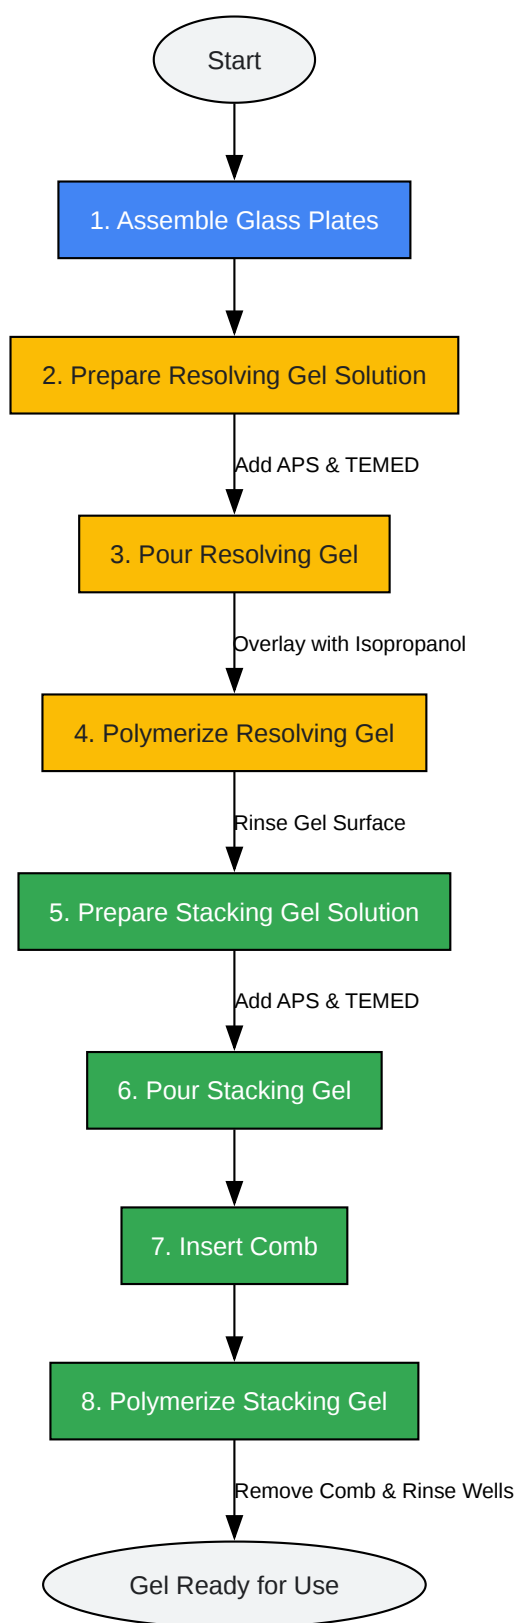 Start
1. Assemble Glass Plates
2. Prepare Resolving Gel Solution
Add APS & TEMED
3. Pour Resolving Gel
Overlay with Isopropanol
4. Polymerize Resolving Gel
Rinse Gel Surface
5. Prepare Stacking Gel Solution
Add APS & TEMED
6. Pour Stacking Gel
7. Insert Comb
8. Polymerize Stacking Gel
Remove Comb & Rinse Wells
Gel Ready for Use